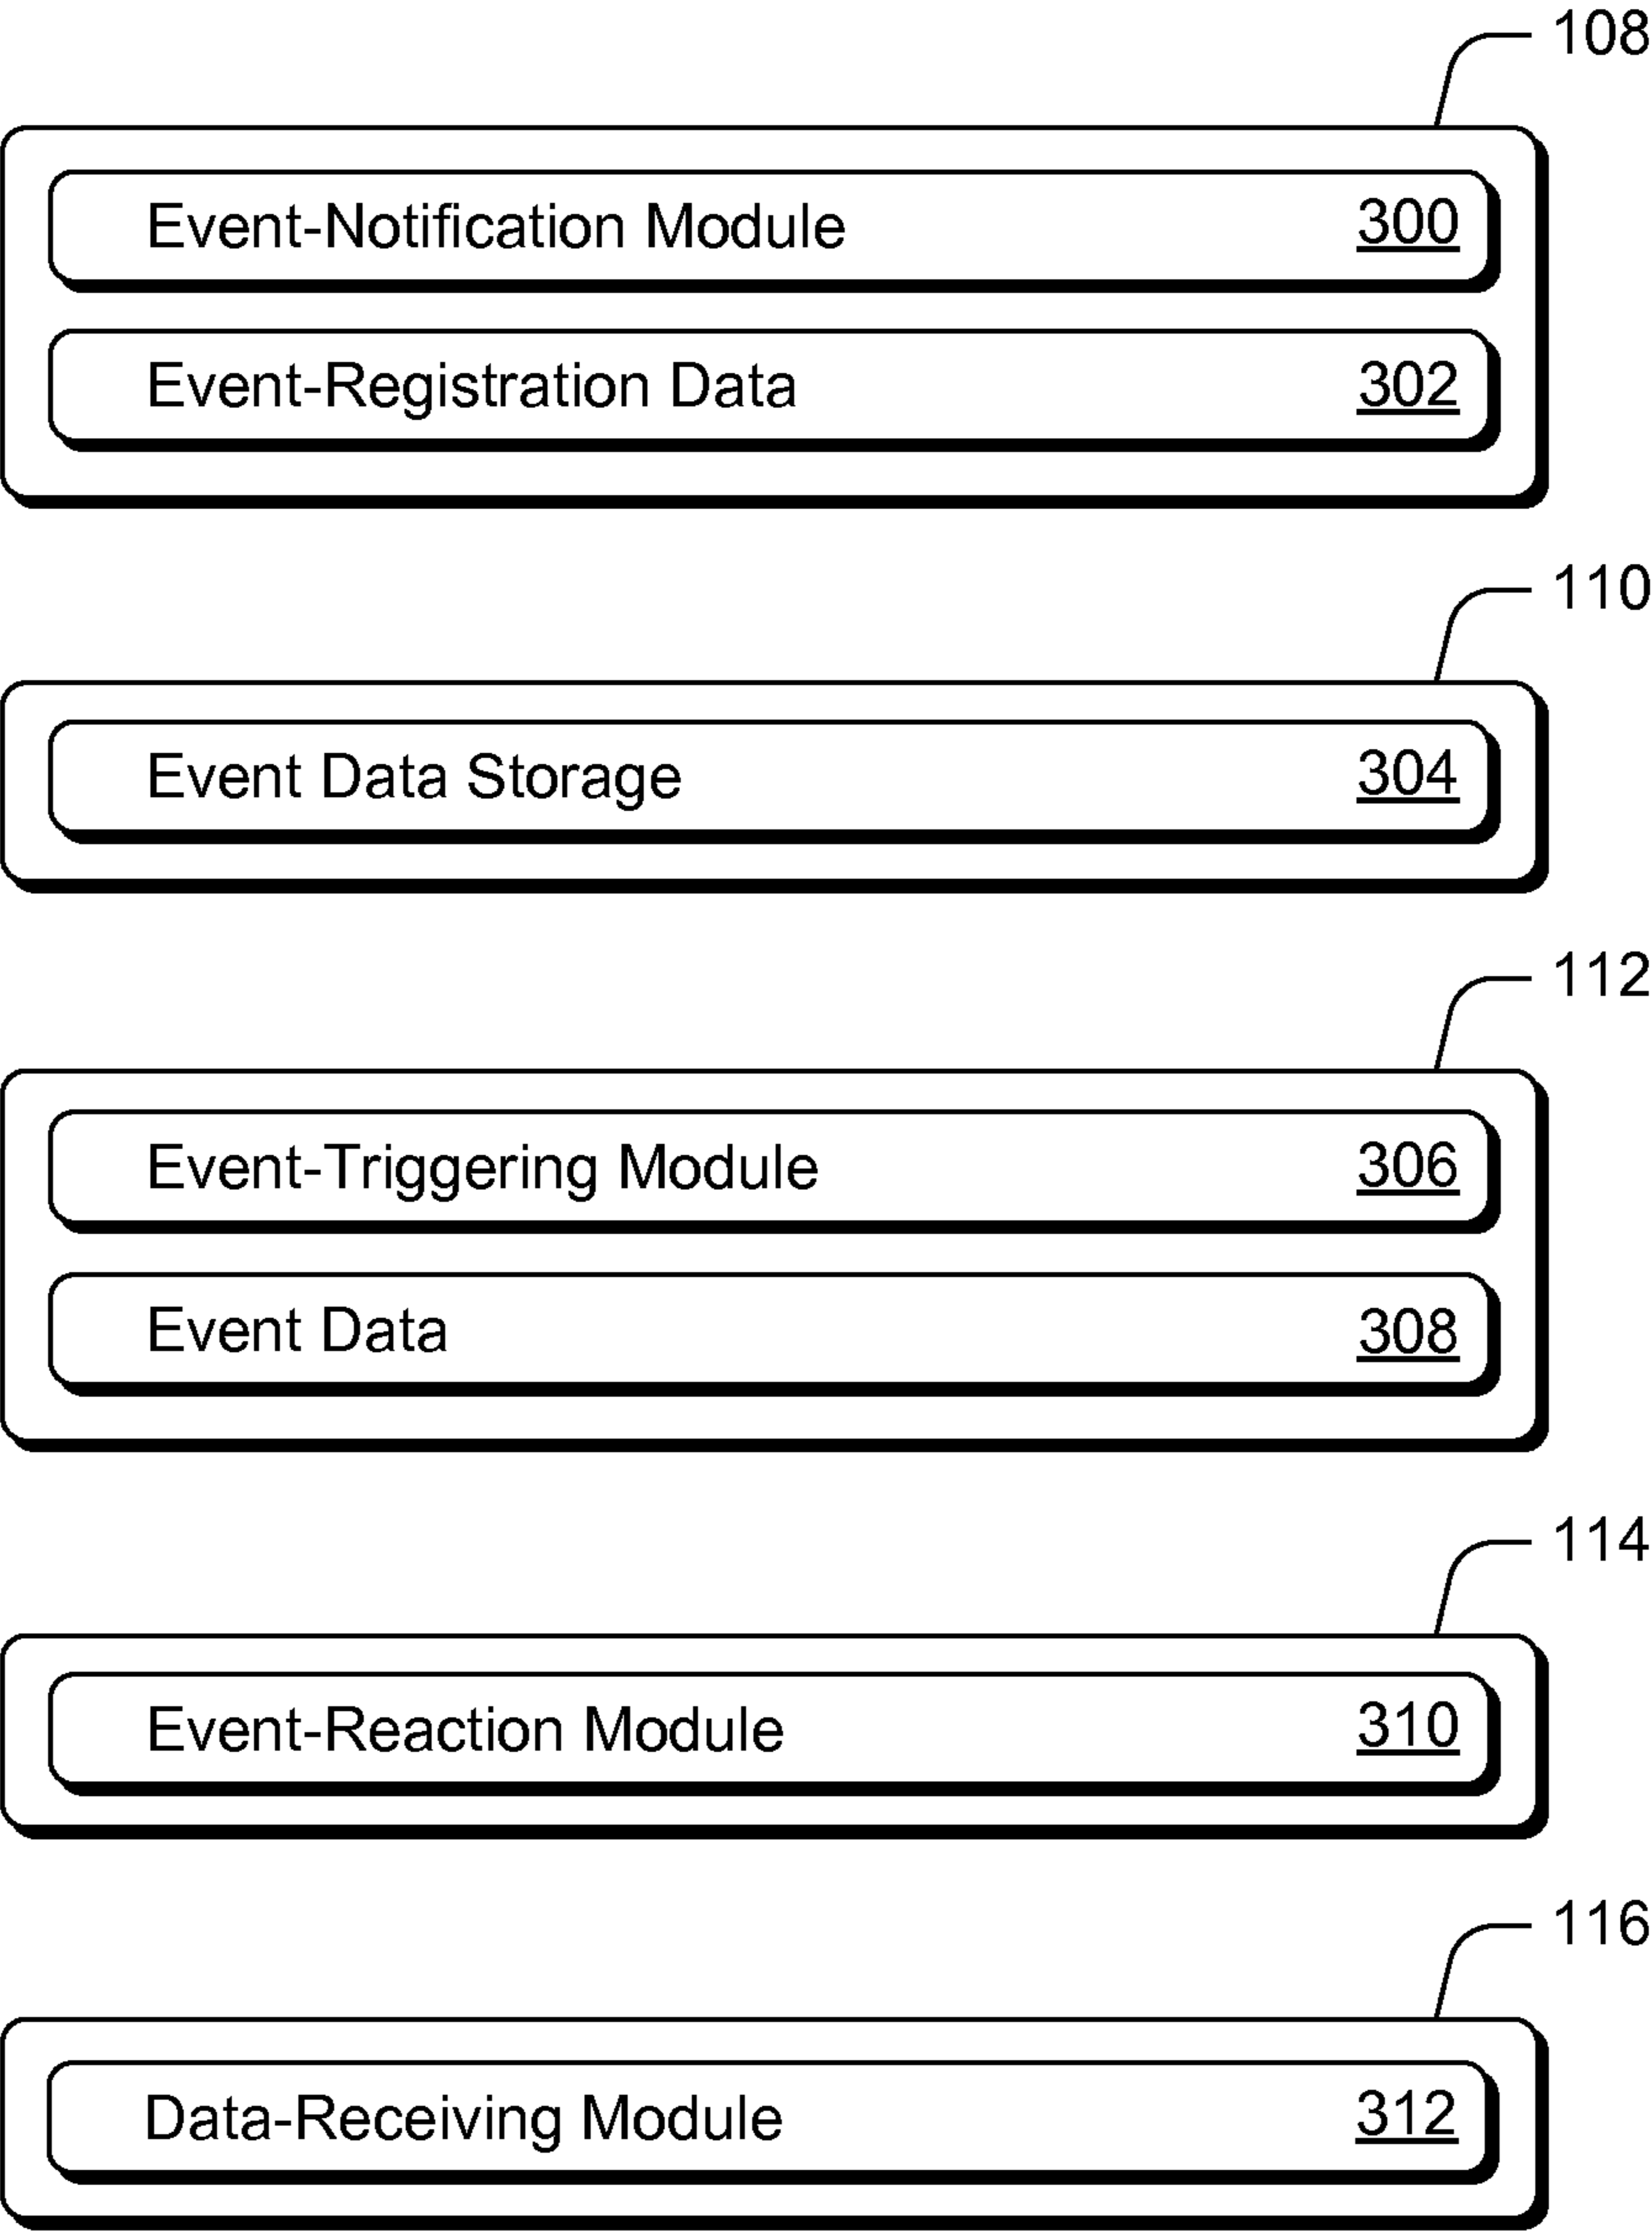 108
Event-Notification Module 300
Event-Registration Data 302
110
Event Data Storage 304
112
Event-Triggering Module 306
Event Data 308
114
Event-Reaction Module 310
116
Data-Receiving Module 312